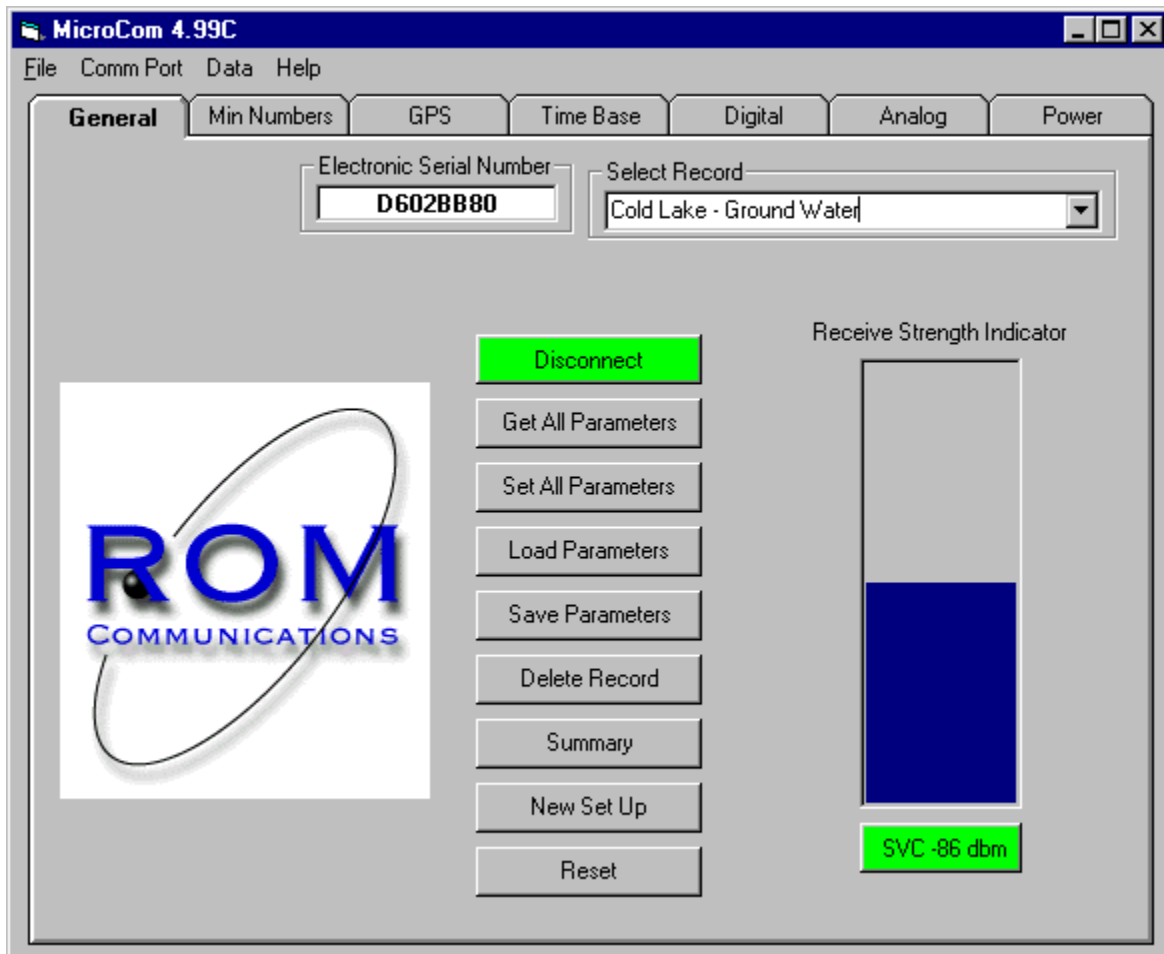 MicroCom 4.99C
File Comm Port Data Help
General Min Numbers GPS Time Base Digital Analog Power
Electronic Serial Number
D602BB80
Select Record
Cold Lake - Ground Water
Receive Strength Indicator
Disconnect
Get All Parameters
Set All Parameters
Load Parameters
Save Parameters
Delete Record
Summary
New Set Up
Reset
ROM
COMMUNICATIONS
SVC -86 dbm